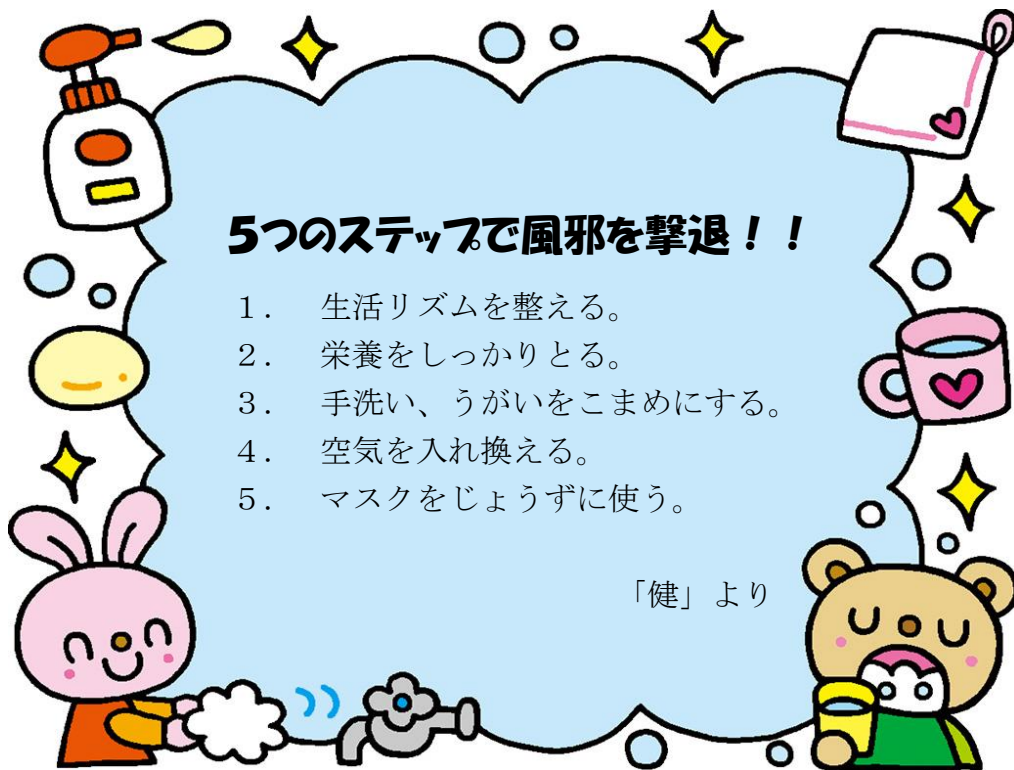 5つのステップで風邪を撃退！！
１． 生活リズムを整える。
２． 栄養をしっかりとる。
３． 手洗い、うがいをこまめにする。
４． 空気を入れ換える。
５． マスクをじょうずに使う。
「健」より